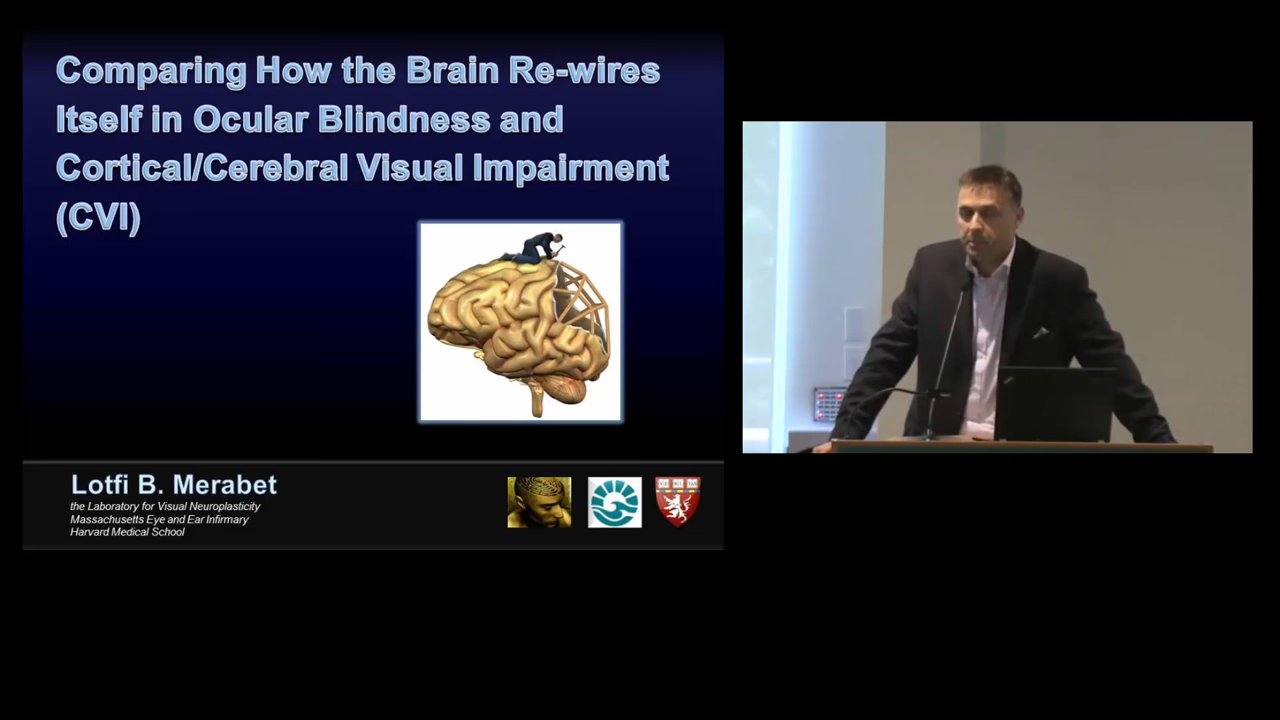 Comparing How the Brain Re-wires
Itself in Ocular Blindness and
Cortical/Cerebral Visual Impairment
(CVI)
Lotfi B. Merabet
the Laboratory for Visual Neuroplasticity
Massachusetts Eye and Ear Infirmary
Harvard Medical School